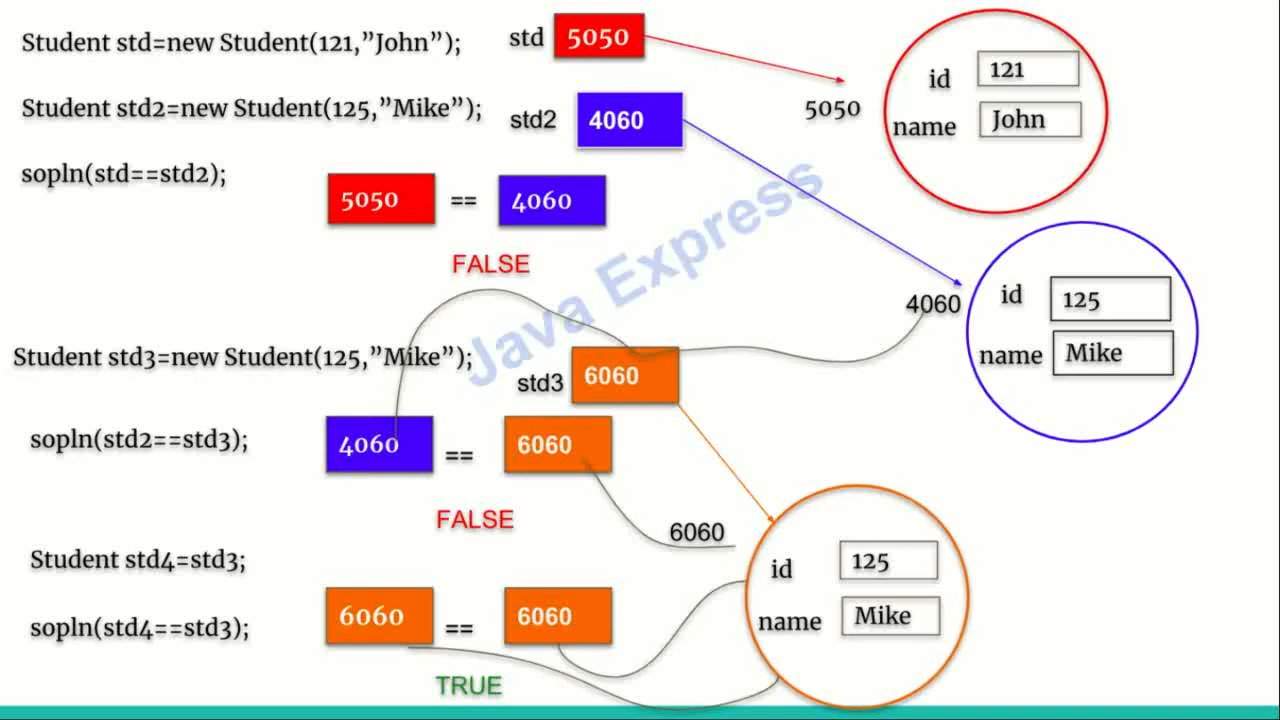 Student std=new Student(121,”John”);
std 5050
5050
id 121
name John
Student std2=new Student(125,”Mike”);
std2 4060
sopln(std==std2);
5050 == 4060
FALSE
4060
id 125
name Mike
Java Express
Student std3=new Student(125,”Mike”);
std3 6060
sopln(std2==std3);
4060 == 6060
FALSE
6060
id 125
name Mike
Student std4=std3;
sopln(std4==std3);
6060 == 6060
TRUE